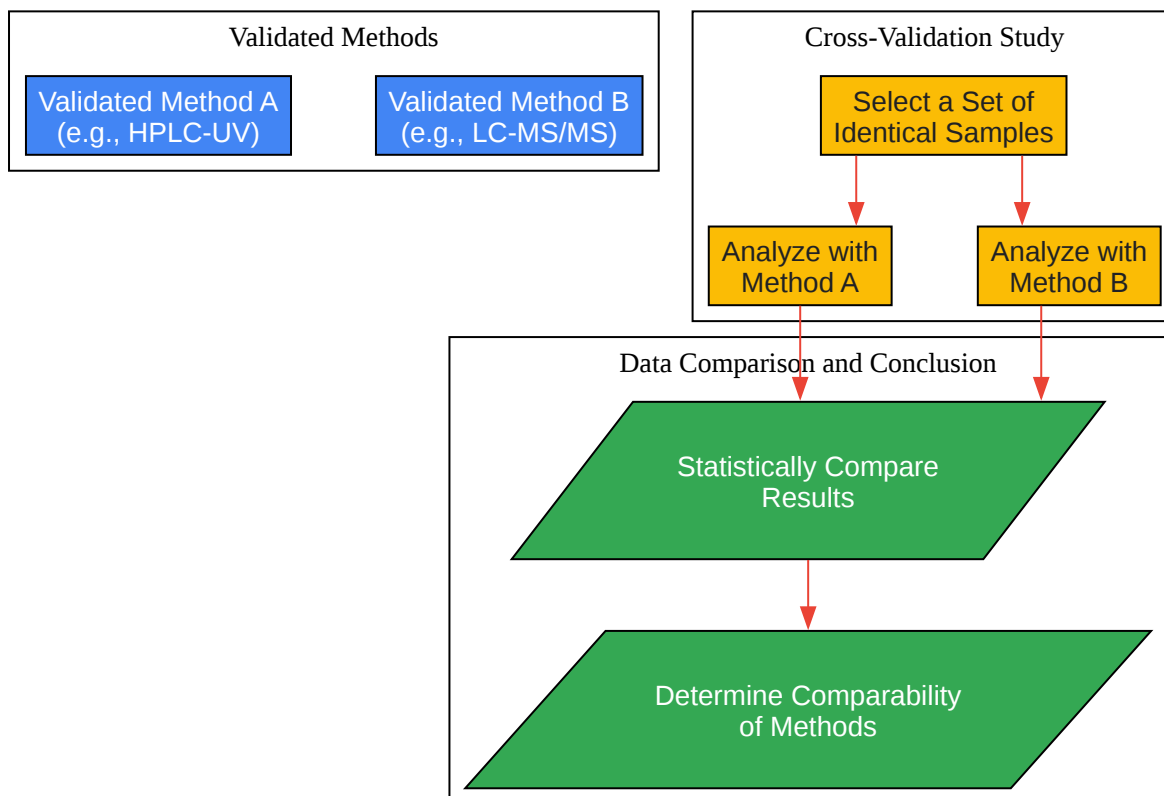 Validated Methods
Validated Method A
(e.g., HPLC-UV)
Validated Method B
(e.g., LC-MS/MS)
Cross-Validation Study
Select a Set of
Identical Samples
Analyze with
Method A
Analyze with
Method B
Data Comparison and Conclusion
Statistically Compare
Results
Determine Comparability
of Methods